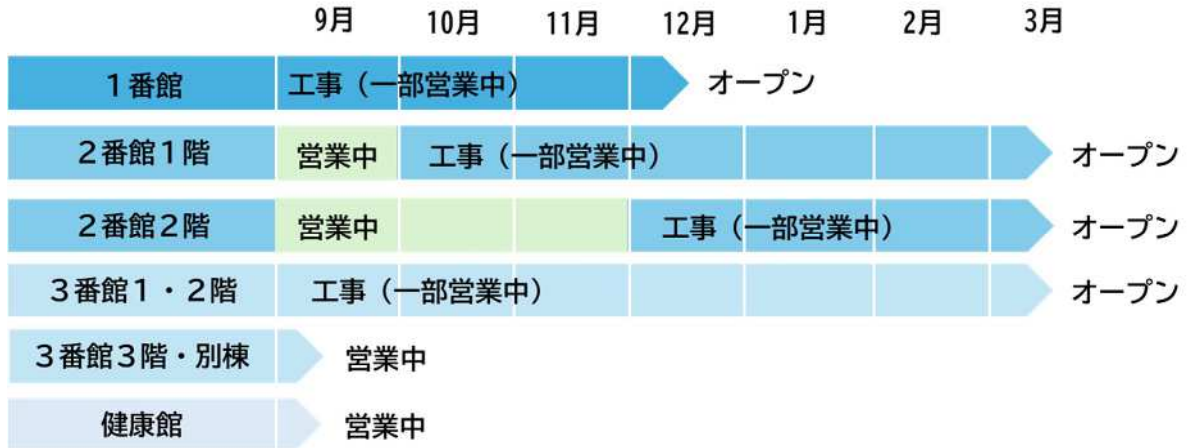 9月 10月 11月 12月 1月 2月 3月
1番館 工事（一部営業中） オープン
2番館1階 営業中 工事（一部営業中） オープン
2番館2階 営業中 工事（一部営業中） オープン
3番館1・2階 工事（一部営業中） オープン
3番館3階・別棟 営業中
健康館 営業中